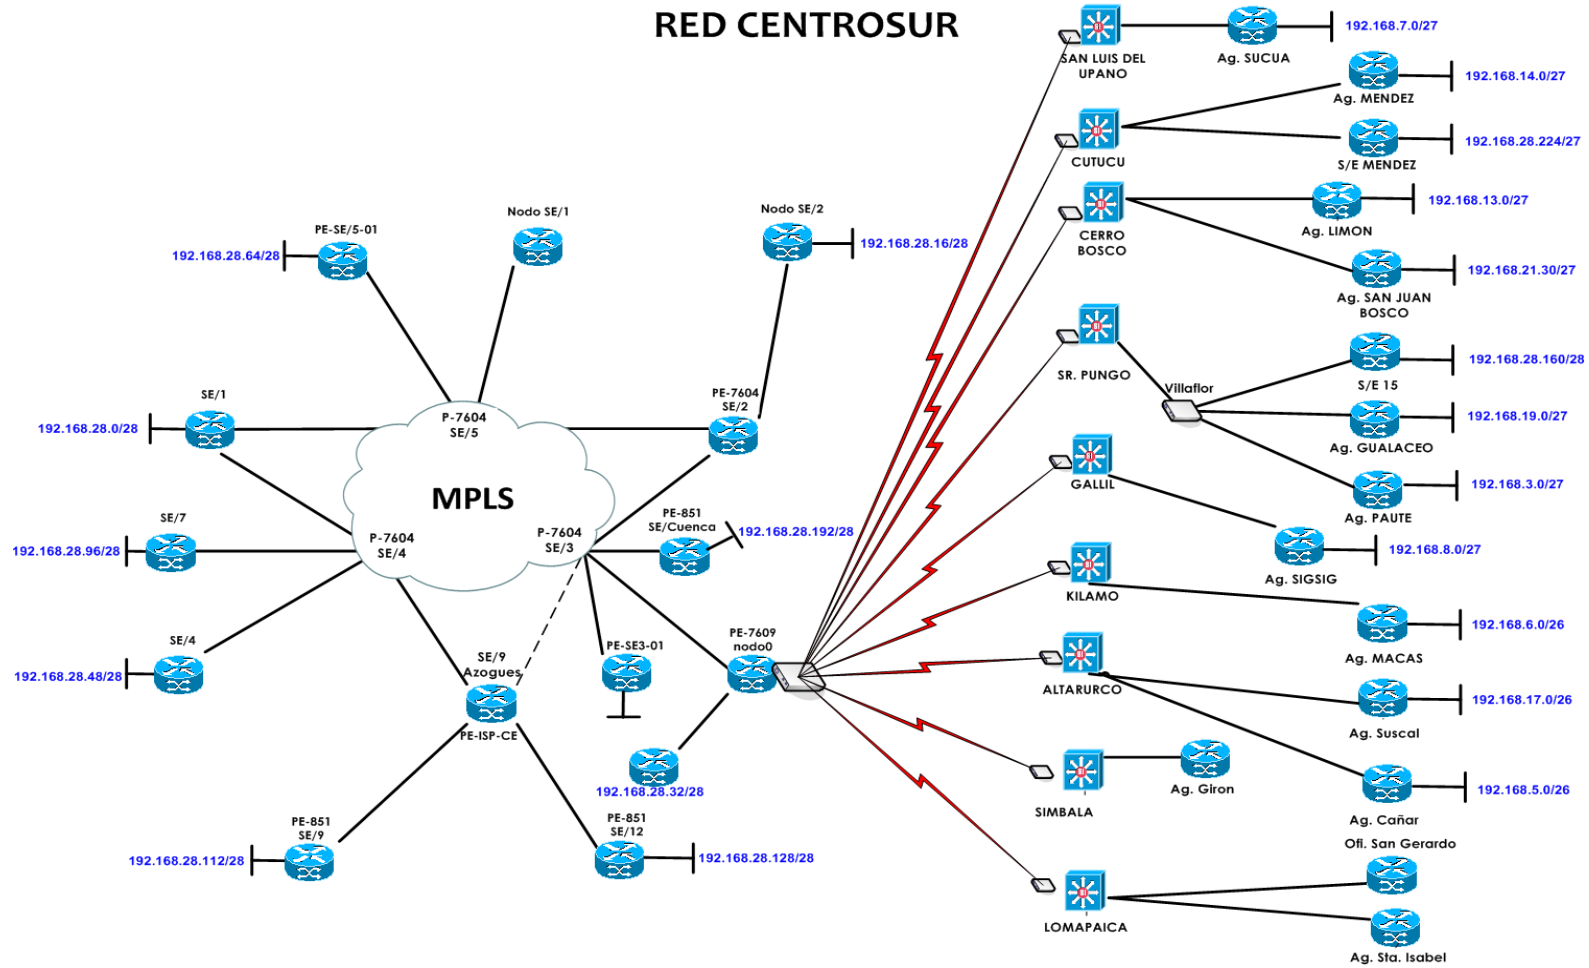 RED CENTROSUR
SAN LUIS DEL
UPANO
Ag. SUCUA
192.168.7.0/27
Ag. MENDEZ
192.168.14.0/27
CUTUCU
S/E MENDEZ
192.168.28.224/27
CERRO
BOSCO
Ag. LIMON
192.168.13.0/27
Ag. SAN JUAN
BOSCO
192.168.21.30/27
SR. PUNGO
Villaflor
S/E 15
192.168.28.160/28
Ag. GUALACEO
192.168.19.0/27
Ag. PAUTE
192.168.3.0/27
GALLIL
Ag. SIGSIG
192.168.8.0/27
KILAMO
Ag. MACAS
192.168.6.0/26
ALTARURCO
Ag. Suscal
192.168.17.0/26
Ag. Cañar
192.168.5.0/26
SIMBALA
Ag. Giron
LOMAPAICA
Ofi. San Gerardo
Ag. Sta. Isabel
PE-SE/5-01
192.168.28.64/28
Nodo SE/1
Nodo SE/2
192.168.28.16/28
SE/1
192.168.28.0/28
P-7604
SE/5
PE-7604
SE/2
MPLS
SE/7
192.168.28.96/28
P-7604
SE/4
P-7604
SE/3
PE-851
SE/Cuenca
192.168.28.192/28
SE/4
192.168.28.48/28
SE/9
Azogues
PE-ISP-CE
PE-SE3-01
PE-7609
nodo0
192.168.28.32/28
PE-851
SE/9
192.168.28.112/28
PE-851
SE/12
192.168.28.128/28